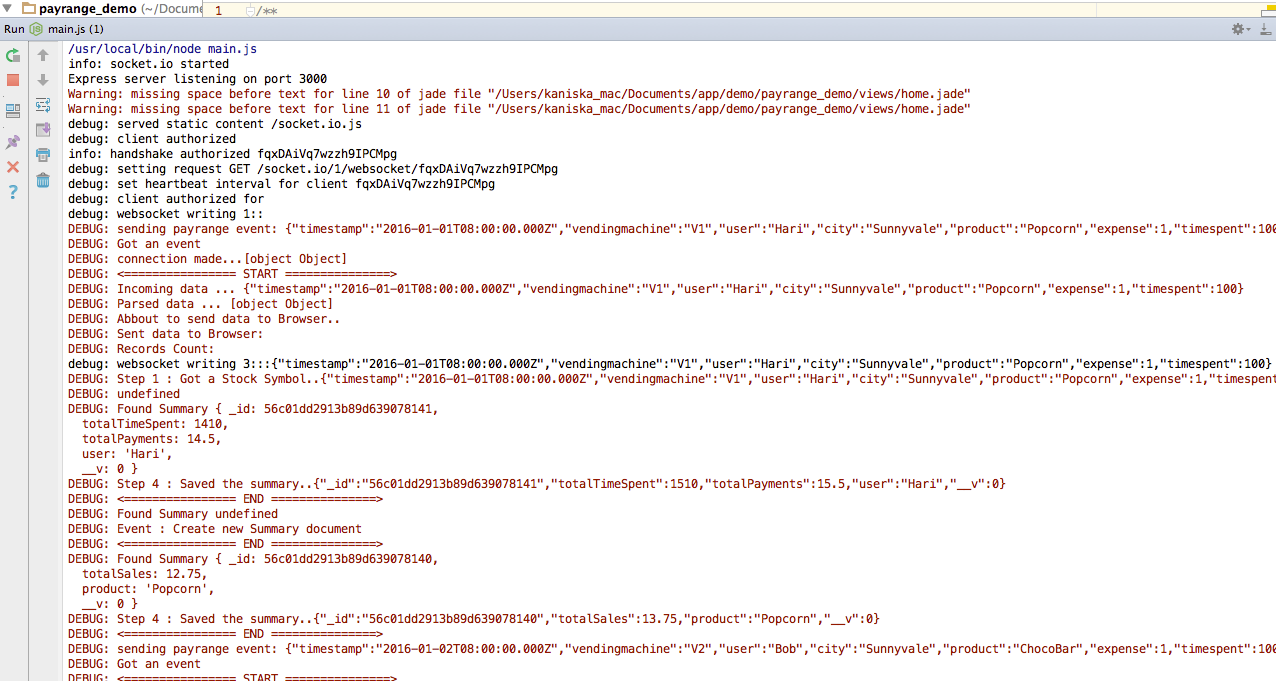 payrange_demo (~/Docume
1 /**
Run main.js (1)
/usr/local/bin/node main.js
info: socket.io started
Express server listening on port 3000
Warning: missing space before text for line 10 of jade file "/Users/kaniska_mac/Documents/app/demo/payrange_demo/views/home.jade"
Warning: missing space before text for line 11 of jade file "/Users/kaniska_mac/Documents/app/demo/payrange_demo/views/home.jade"
debug: served static content /socket.io.js
debug: client authorized
info: handshake authorized fqxDAiVq7wzzh9IPCMpg
debug: setting request GET /socket.io/1/websocket/fqxDAiVq7wzzh9IPCMpg
debug: set heartbeat interval for client fqxDAiVq7wzzh9IPCMpg
debug: client authorized for
debug: websocket writing 1::
DEBUG: sending payrange event: {"timestamp":"2016-01-01T08:00:00.000Z","vendingmachine":"V1","user":"Hari","city":"Sunnyvale","product":"Popcorn","expense":1,"timespent":100
DEBUG: Got an event
DEBUG: connection made...[object Object]
DEBUG: <================ START ===============>
DEBUG: Incoming data ... {"timestamp":"2016-01-01T08:00:00.000Z","vendingmachine":"V1","user":"Hari","city":"Sunnyvale","product":"Popcorn","expense":1,"timespent":100}
DEBUG: Parsed data ... [object Object]
DEBUG: Abbout to send data to Browser..
DEBUG: Sent data to Browser:
DEBUG: Records Count:
debug: websocket writing 3:::{"timestamp":"2016-01-01T08:00:00.000Z","vendingmachine":"V1","user":"Hari","city":"Sunnyvale","product":"Popcorn","expense":1,"timespent":100}
DEBUG: Step 1 : Got a Stock Symbol..{"timestamp":"2016-01-01T08:00:00.000Z","vendingmachine":"V1","user":"Hari","city":"Sunnyvale","product":"Popcorn","expense":1,"timespent
DEBUG: undefined
DEBUG: Found Summary { _id: 56c01dd2913b89d639078141,
totalTimeSpent: 1410,
totalPayments: 14.5,
user: 'Hari',
__v: 0 }
DEBUG: Step 4 : Saved the summary..{"_id":"56c01dd2913b89d639078141","totalTimeSpent":1510,"totalPayments":15.5,"user":"Hari","__v":0}
DEBUG: <================ END ===============>
DEBUG: Found Summary undefined
DEBUG: Event : Create new Summary document
DEBUG: <================ END ===============>
DEBUG: Found Summary { _id: 56c01dd2913b89d639078140,
totalSales: 12.75,
product: 'Popcorn',
__v: 0 }
DEBUG: Step 4 : Saved the summary..{"_id":"56c01dd2913b89d639078140","totalSales":13.75,"product":"Popcorn","__v":0}
DEBUG: <================ END ===============>
DEBUG: sending payrange event: {"timestamp":"2016-01-02T08:00:00.000Z","vendingmachine":"V2","user":"Bob","city":"Sunnyvale","product":"ChocoBar","expense":1,"timespent":100
DEBUG: Got an event
DEBUG: <================ START ===============>